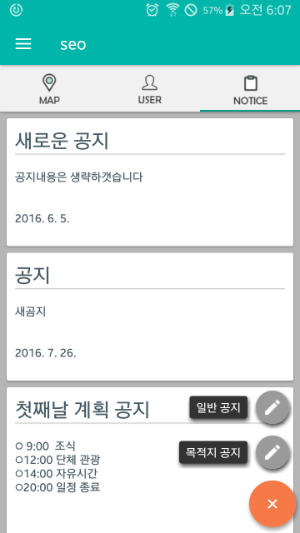 57% 오전 6:07
seo
MAP USER NOTICE
새로운 공지
공지내용은 생략하갯습니다
2016. 6. 5.
공지
새곰지
2016. 7. 26.
첫째날 계획 공지
일반 공지
ㅇ 9:00 조식
목적지 공지
ㅇ12:00 단체 관광
ㅇ14:00 자유시간
ㅇ20:00 일정 종료